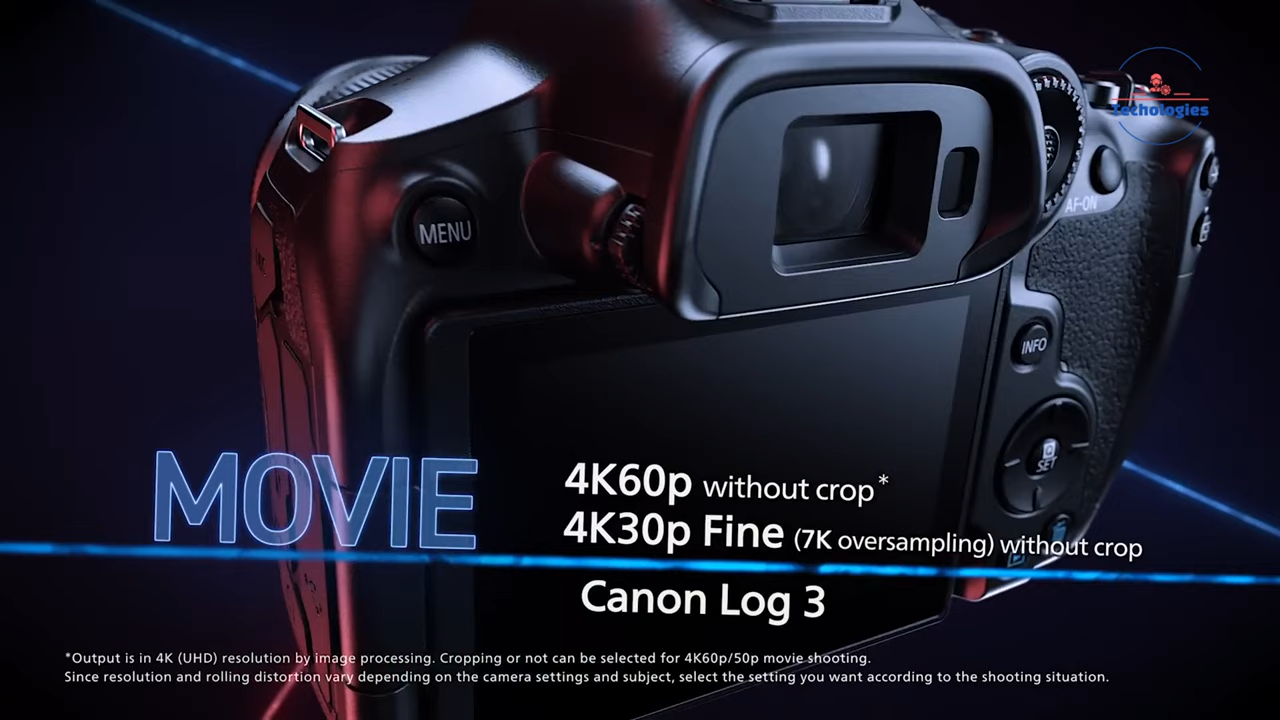 Techologies
MENU
AF-ON
INFO
SET
MOVIE
4K60p without crop*
4K30p Fine (7K oversampling) without crop
Canon Log 3
*Output is in 4K (UHD) resolution by image processing. Cropping or not can be selected for 4K60p/50p movie shooting.
Since resolution and rolling distortion vary depending on the camera settings and subject, select the setting you want according to the shooting situation.